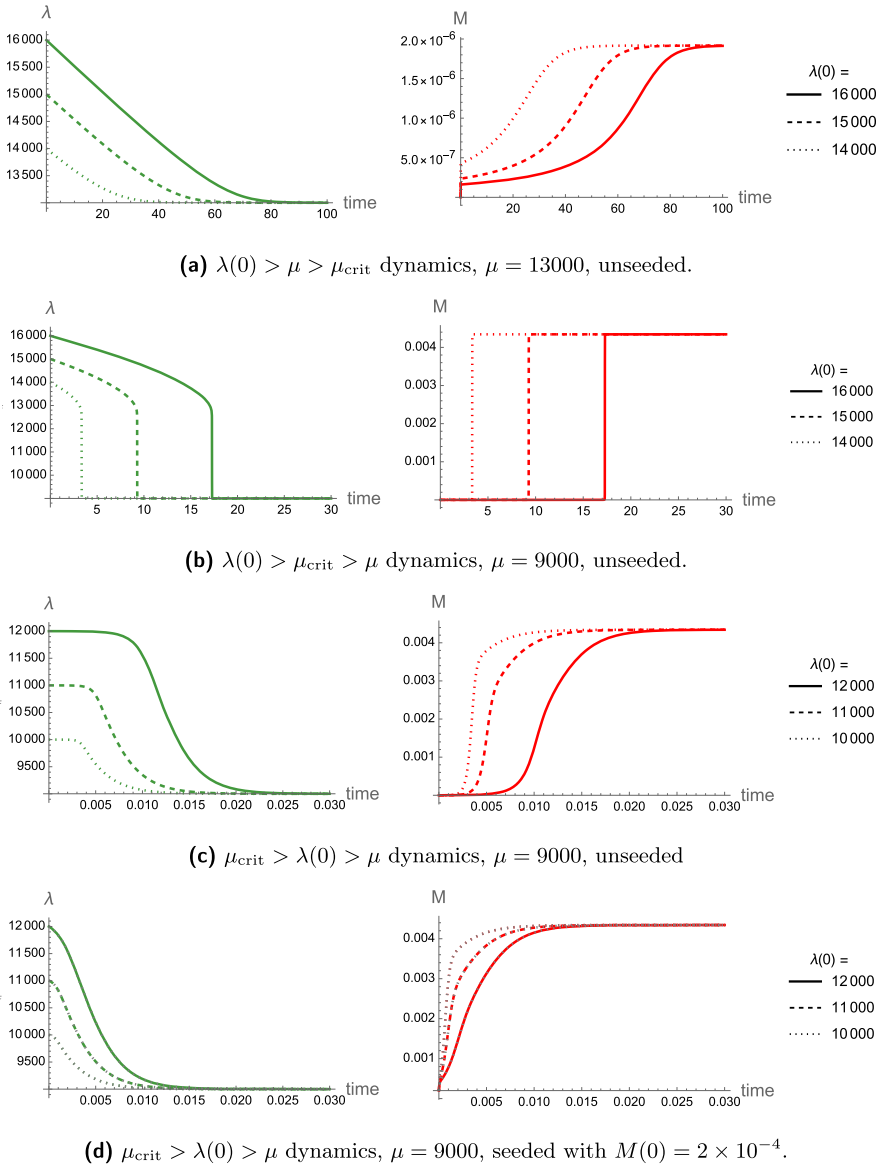 λ
16000
15000
14000
13500
20 40 60 80 100 time
M
2.0×10⁻⁶
1.5×10⁻⁶
1.0×10⁻⁶
5.0×10⁻⁷
20 40 60 80 100 time
λ(0) =
16000
15000
14000
(a) λ(0) > μ > μcrit dynamics, μ = 13000, unseeded.
λ
16000
15000
14000
13000
12000
11000
10000
5 10 15 20 25 30 time
M
0.004
0.003
0.002
0.001
5 10 15 20 25 30 time
λ(0) =
16000
15000
14000
(b) λ(0) > μcrit > μ dynamics, μ = 9000, unseeded.
λ
12000
11000
10000
9500
0.005 0.010 0.015 0.020 0.025 0.030 time
M
0.004
0.003
0.002
0.001
0.005 0.010 0.015 0.020 0.025 0.030 time
λ(0) =
12000
11000
10000
(c) μcrit > λ(0) > μ dynamics, μ = 9000, unseeded
λ
12000
11500
11000
10500
10000
9500
0.005 0.010 0.015 0.020 0.025 0.030 time
M
0.004
0.003
0.002
0.001
0.005 0.010 0.015 0.020 0.025 0.030 time
λ(0) =
12000
11000
10000
(d) μcrit > λ(0) > μ dynamics, μ = 9000, seeded with M(0) = 2 × 10⁻⁴.